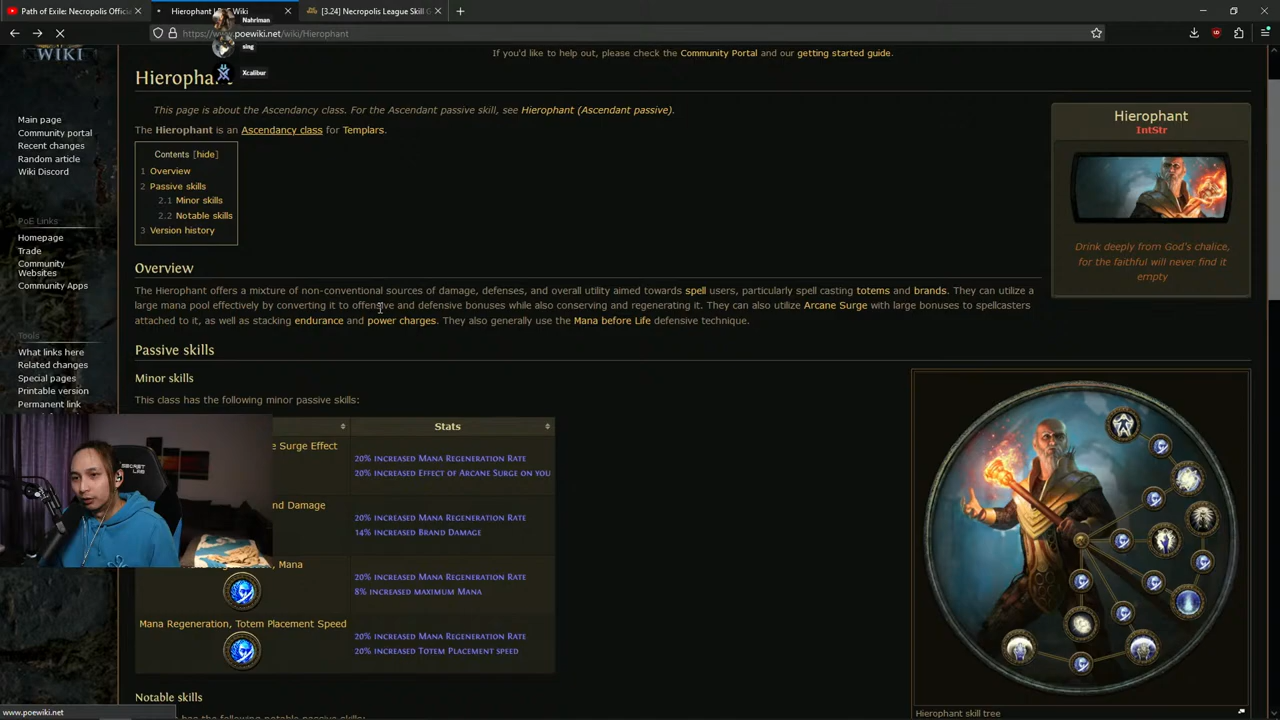 Path of Exile: Necropolis Offici
Hierophant
Wiki
[3.24] Necropolis League Skill G
Nahriman
sing
Xcalibur
https://www.poewiki.net/wiki/Hierophant
WIKI
If you'd like to help out, please check the Community Portal and our getting started guide.
Main page
Community portal
Recent changes
Random article
Wiki Discord
PoE Links
Homepage
Trade
Community
Websites
Community Apps
Tools
What links here
Related changes
Special pages
Printable version
Permanent link
This page is about the Ascendancy class. For the Ascendant passive skill, see Hierophant (Ascendant passive).
The Hierophant is an Ascendancy class for Templars.
Contents [hide]
1 Overview
2 Passive skills
2.1 Minor skills
2.2 Notable skills
3 Version history
Hierophant
IntStr
Drink deeply from God's chalice,
for the faithful will never find it
empty
Overview
The Hierophant offers a mixture of non-conventional sources of damage, defenses, and overall utility aimed towards spell users, particularly spell casting totems and brands. They can utilize a
large mana pool effectively by converting it to offensive and defensive bonuses while also conserving and regenerating it. They can also utilize Arcane Surge with large bonuses to spellcasters
attached to it, as well as stacking endurance and power charges. They also generally use the Mana before Life defensive technique.
Passive skills
Minor skills
This class has the following minor passive skills:
Stats
e Surge Effect
20% increased Mana Regeneration Rate
20% increased Effect of Arcane Surge on you
nd Damage
20% increased Mana Regeneration Rate
14% increased Brand Damage
, Mana
20% increased Mana Regeneration Rate
8% increased maximum Mana
Mana Regeneration, Totem Placement Speed
20% increased Mana Regeneration Rate
20% increased Totem Placement speed
Notable skills
has the following notable passive skills:
Hierophant skill tree
SECRET
LAB
www.poewiki.net